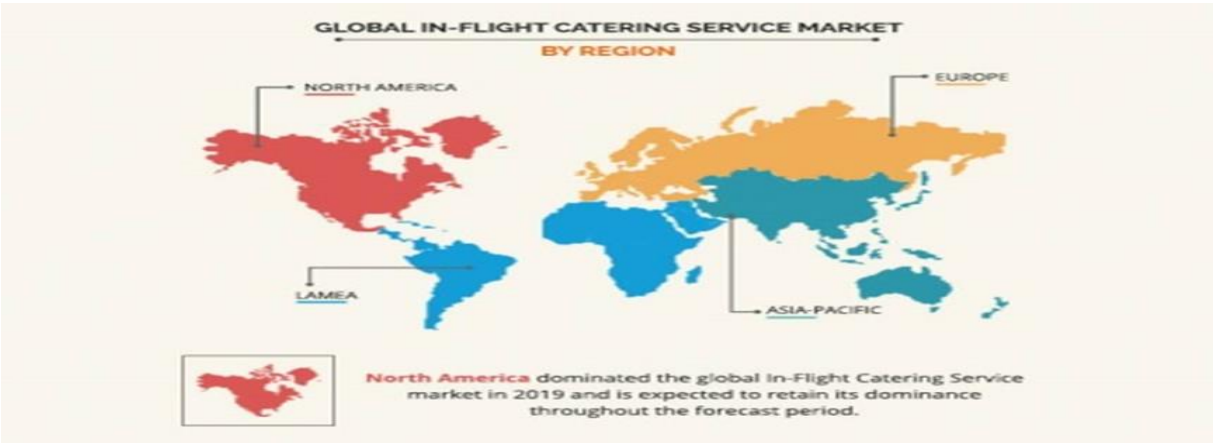 GLOBAL IN-FLIGHT CATERING SERVICE MARKET
BY REGION
NORTH AMERICA
EUROPE
LAMEA
ASIA-PACIFIC
North America dominated the global In-Flight Catering Service
market in 2019 and is expected to retain its dominance
throughout the forecast period.